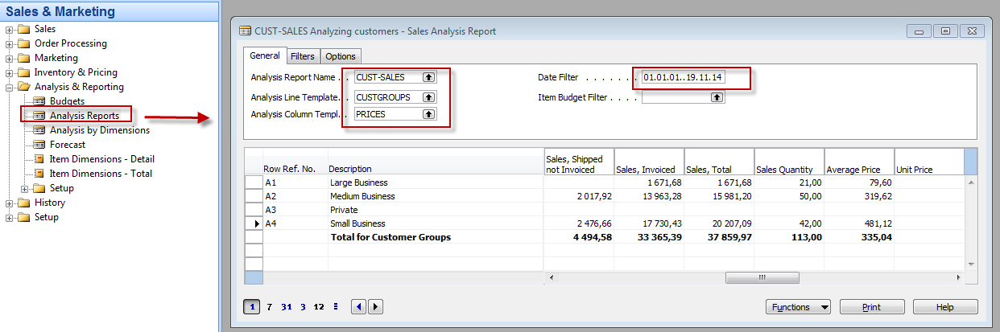 Sales & Marketing
Sales
Order Processing
Marketing
Inventory & Pricing
Analysis & Reporting
Budgets
Analysis Reports
Analysis by Dimensions
Forecast
Item Dimensions - Detail
Item Dimensions - Total
Setup
History
Setup
CUST-SALES Analyzing customers - Sales Analysis Report
General Filters Options
Analysis Report Name . . CUST-SALES Date Filter . . . . . . . 01.01.01..19.11.14
Analysis Line Template. . CUSTGROUPS Item Budget Filter . . . .
Analysis Column Templ. . PRICES
Row Ref. No. Description Sales, Shipped not Invoiced Sales, Invoiced Sales, Total Sales Quantity Average Price Unit Price
A1 Large Business 1 671,68 1 671,68 21,00 79,60
A2 Medium Business 2 017,92 13 963,28 15 981,20 50,00 319,62
A3 Private
A4 Small Business 2 476,66 17 730,43 20 207,09 42,00 481,12
Total for Customer Groups 4 494,58 33 365,39 37 859,97 113,00 335,04
1 7 31 3 12 Functions Print Help